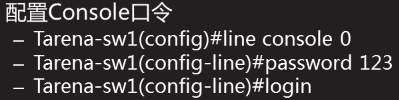 配置Console口令
– Tarena-sw1(config)#line console 0
– Tarena-sw1(config-line)#password 123
– Tarena-sw1(config-line)#login